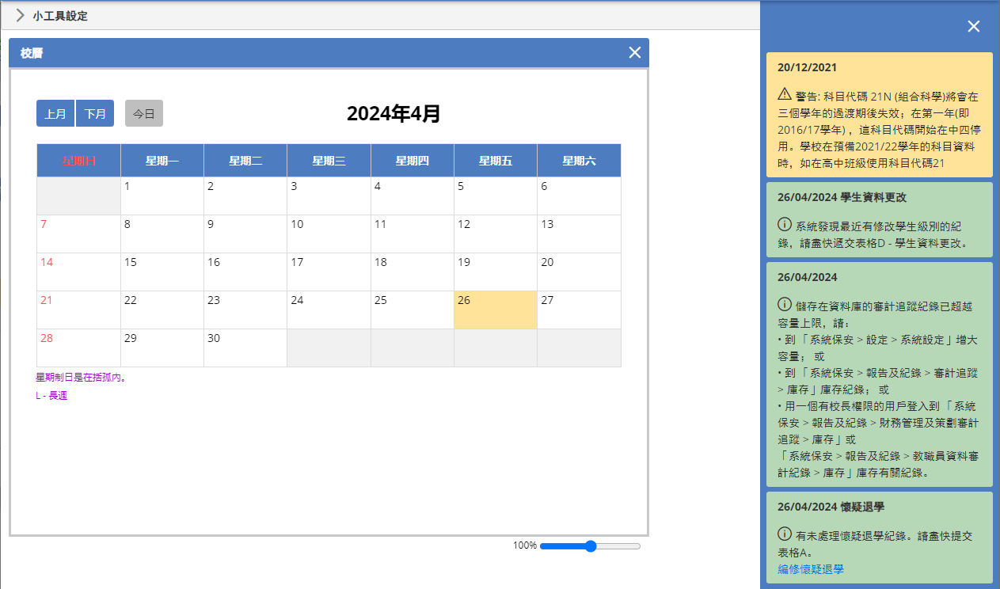 小工具設定
校曆
上月 下月 今日
2024年4月
星期日 星期一 星期二 星期三 星期四 星期五 星期六
1 2 3 4 5 6
7 8 9 10 11 12 13
14 15 16 17 18 19 20
21 22 23 24 25 26 27
28 29 30
星期制日是在括孤內。
L - 長週
100%
20/12/2021
警告: 科目代碼 21N (組合科學)將會在
三個學年的過渡期後失效；在第一年(即
2016/17學年) ，這科目代碼開始在中四停
用。學校在預備2021/22學年的科目資料
時，如在高中班級使用科目代碼21
26/04/2024 學生資料更改
系統發現最近有修改學生級別的紀
錄，請盡快遞交表格D - 學生資料更改。
26/04/2024
儲存在資料庫的審計追蹤紀錄已超越
容量上限，請：
• 到「系統保安 > 設定 > 系統設定」增大
容量； 或
• 到「系統保安 > 報告及紀錄 > 審計追蹤
> 庫存」庫存紀錄； 或
• 用一個有校長權限的用戶登入到「系統
保安 > 報告及紀錄 > 財務管理及策劃審計
追蹤 > 庫存」或
「系統保安 > 報告及紀錄 > 教職員資料審
計紀錄 > 庫存」庫存有關紀錄。
26/04/2024 懷疑退學
有未處理懷疑退學紀錄。請盡快提交
表格A。
編修懷疑退學